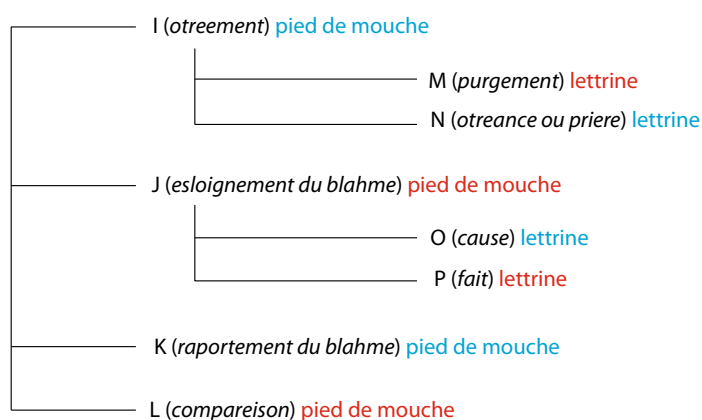 I (otreement) pied de mouche
M (purgement) lettrine
N (otreance ou priere) lettrine
J (esloignement du blahme) pied de mouche
O (cause) lettrine
P (fait) lettrine
K (raportement du blahme) pied de mouche
L (compareison) pied de mouche